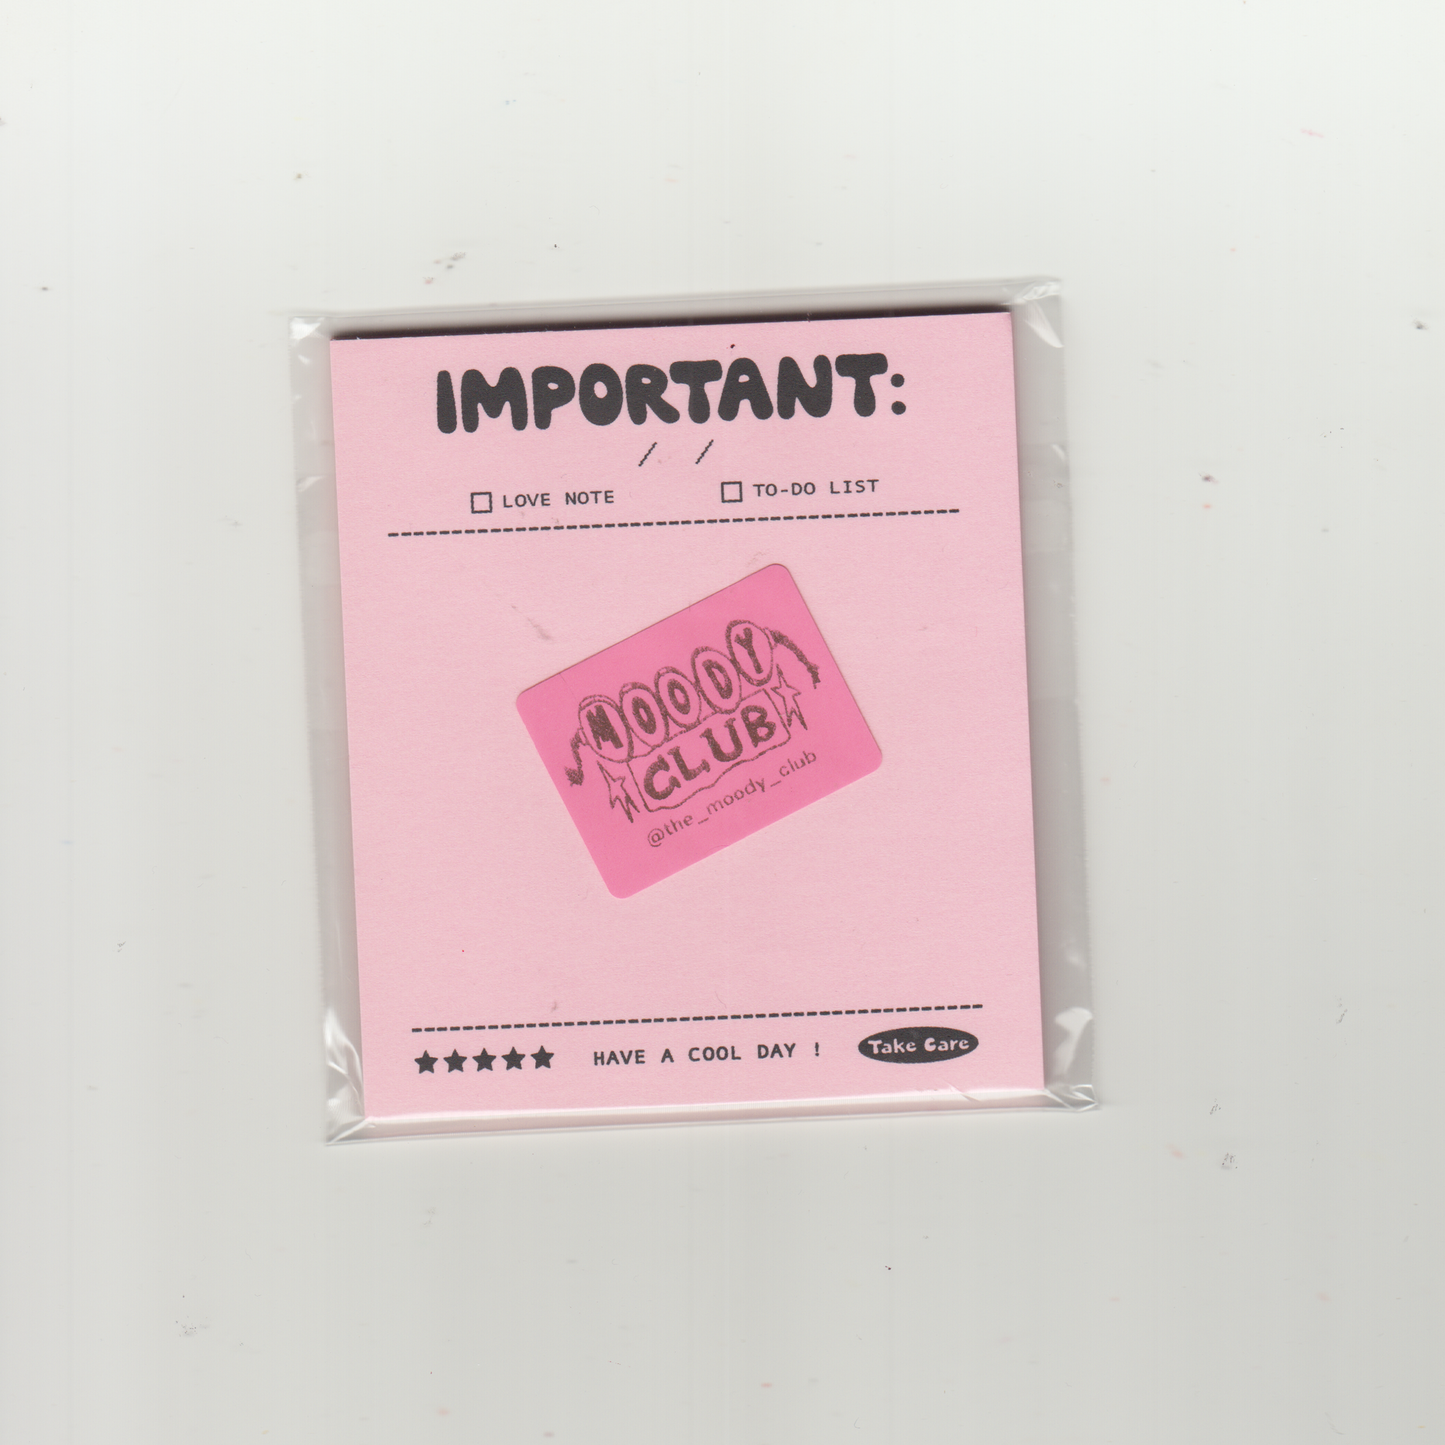 IMPORTANT:
/ /
LOVE NOTE TO-DO LIST
MOODY
CLUB
@the_moody_club
HAVE A COOL DAY ! Take Care